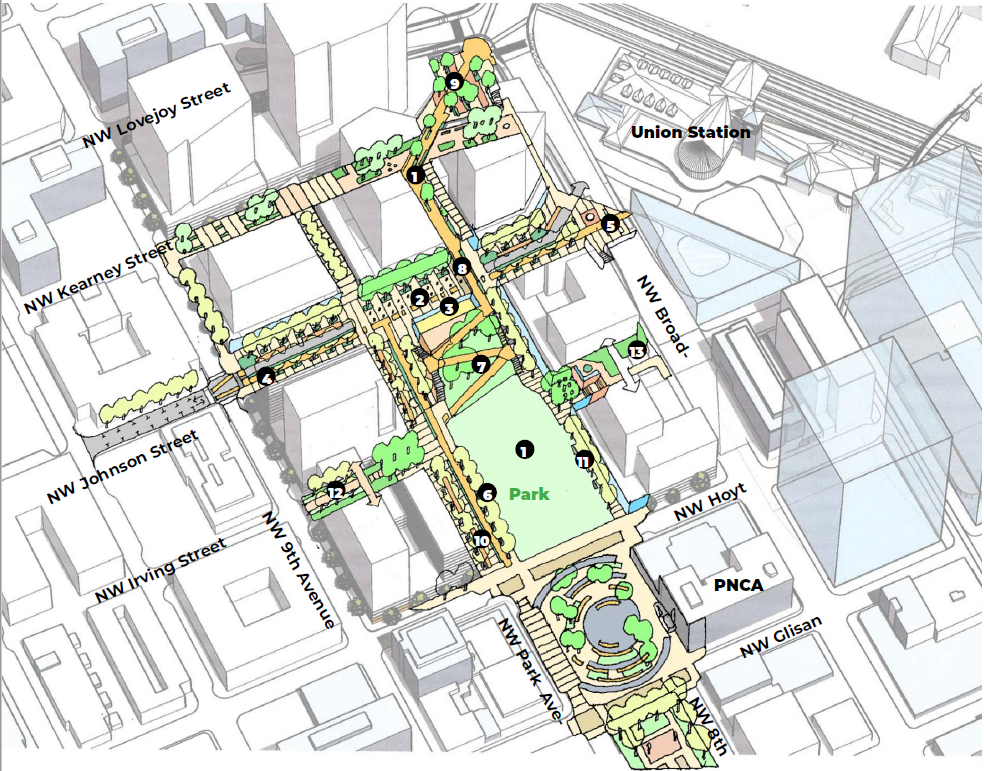 9
NW Lovejoy Street
Union Station
1
5
NW Kearney Street
8
2
3
NW Broad-
13
7
4
NW Johnson Street
1
11
12
6
Park
NW Hoyt
10
NW Irving Street
NW 9th Avenue
PNCA
NW Glisan
NW Park Ave-
NW 8th